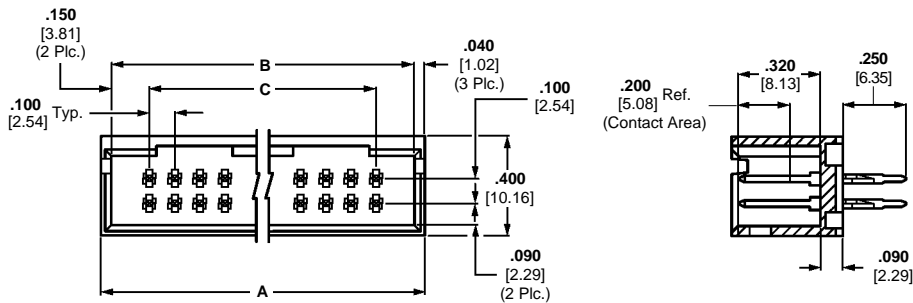 .150
[3.81]
(2 Plc.)
B
.040
[1.02]
(3 Plc.)
C
.100
[2.54] Typ.
.100
[2.54]
.400
[10.16]
.090
[2.29]
(2 Plc.)
A
.320
[8.13]
.250
[6.35]
.200
[5.08] Ref.
(Contact Area)
.090
[2.29]